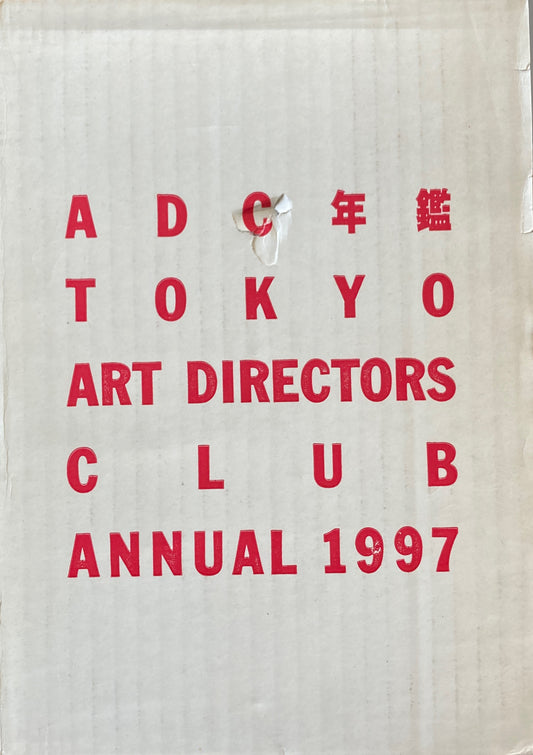 ADC年鑑
TOKYO
ART DIRECTORS
CLUB
ANNUAL 1997